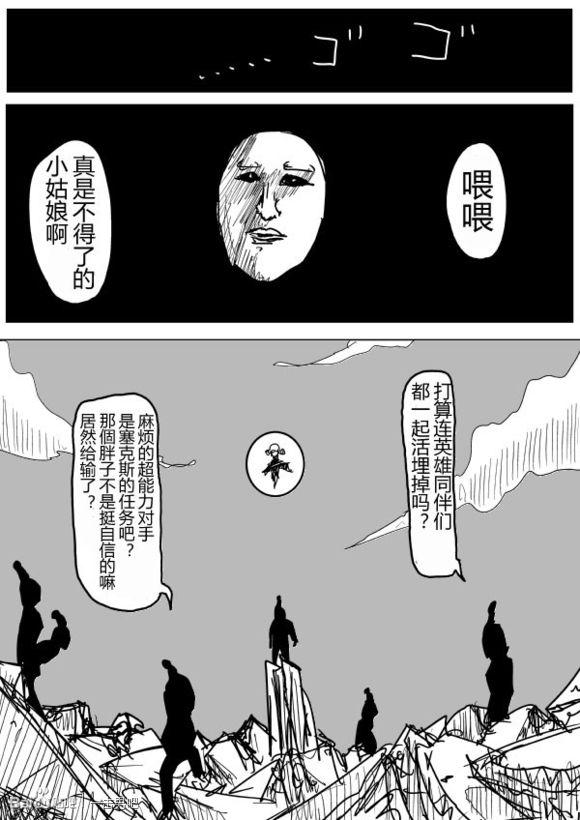 ゴゴ
.....
喂喂
真是不得了的
小姑娘啊
打算连英雄同伴们
都一起活埋掉吗？
麻烦的超能力对手
是塞克斯的任务吧？
那個胖子不是挺自信的嘛
居然给输了？